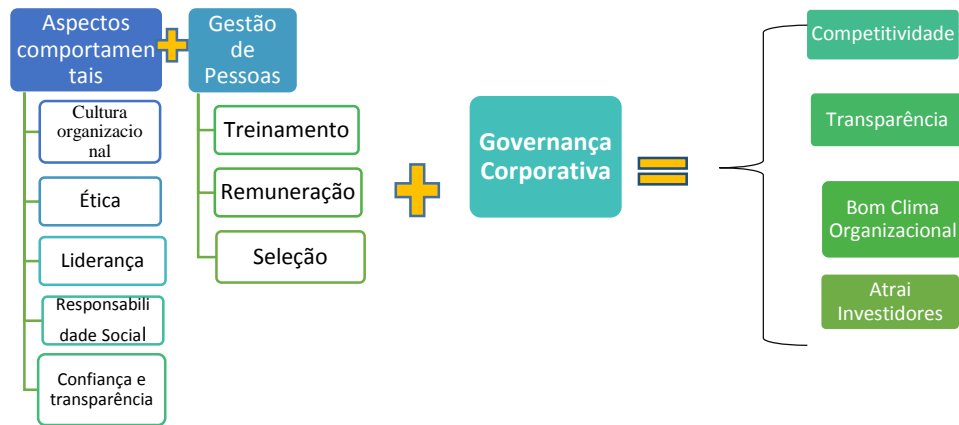 Aspectos
comportamen
tais
Cultura
organizacio
nal
Ética
Liderança
Responsabili
dade Social
Confiança e
transparência
Gestão
de
Pessoas
Treinamento
Remuneração
Seleção
Governança
Corporativa
Competitividade
Transparência
Bom Clima
Organizacional
Atrai
Investidores